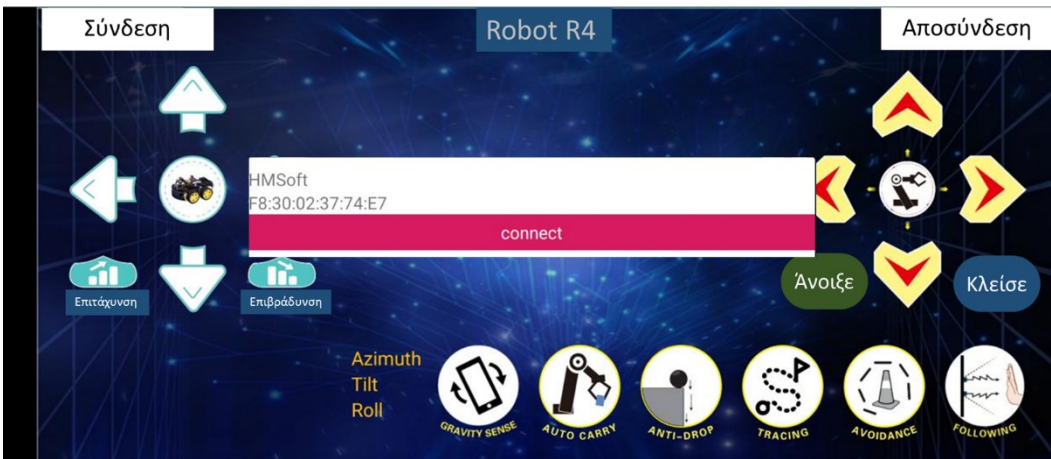 Σύνδεση
Robot R4
Αποσύνδεση
HMSoft
F8:30:02:37:74:E7
connect
Άνοιξε
Κλείσε
Επιτάχυνση
Επιβράδυνση
Azimuth
Tilt
Roll
GRAVITY SENSE
AUTO CARRY
ANTI-DROP
TRACING
AVOIDANCE
FOLLOWING